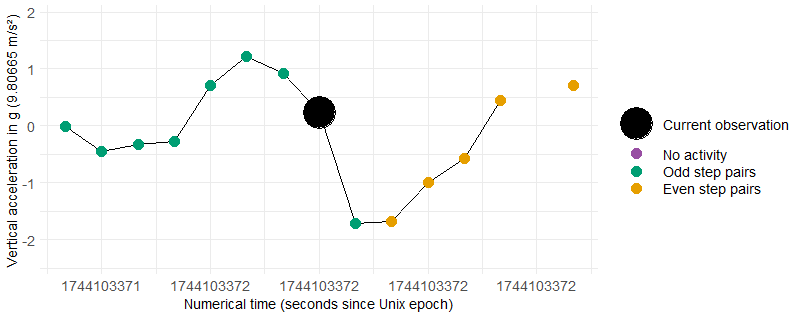 2
1
0
-1
-2
Vertical acceleration in g (9.80665 m/s²)
1744103371 1744103372 1744103372 1744103372 1744103372
Numerical time (seconds since Unix epoch)
Current observation
No activity
Odd step pairs
Even step pairs